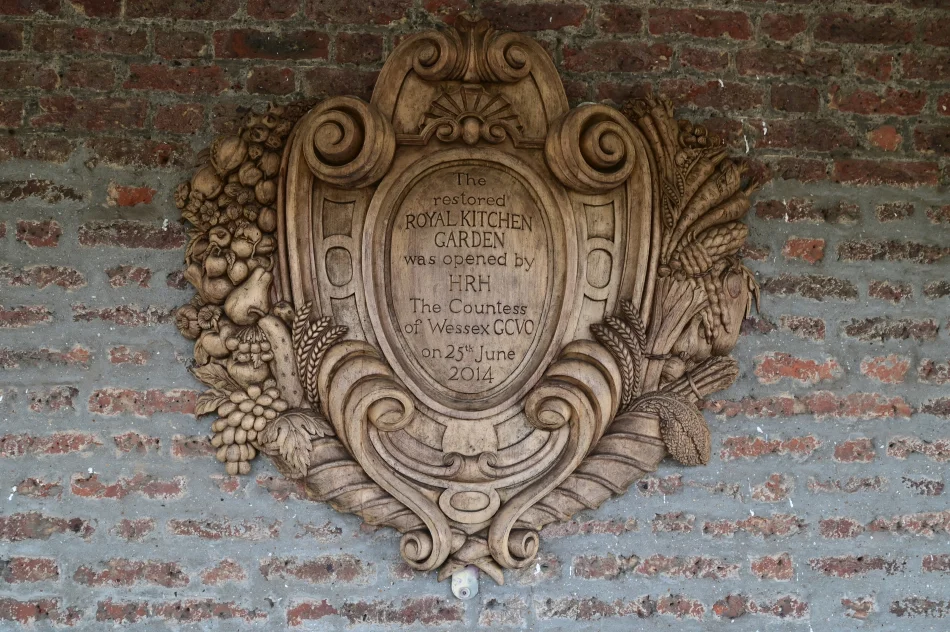 The
restored
ROYAL KITCHEN
GARDEN
was opened by
HRH
The Countess
of Wessex GCVO
on 25th June
2014